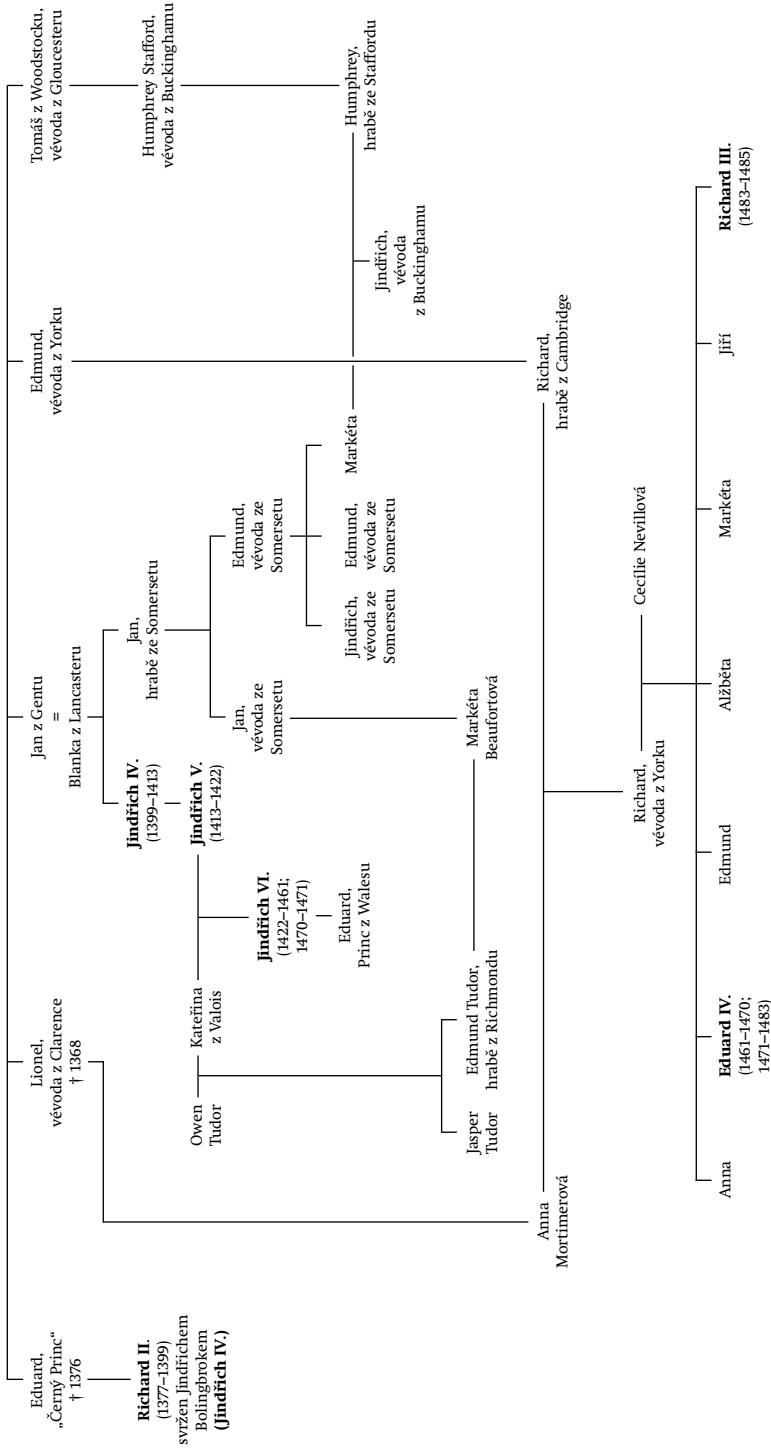 Eduard,
„Černý Princ“
† 1376
Richard II.
(1377–1399)
svržen Jindřichem
Bolingbrokem
(Jindřich IV.)
Lionel,
vévoda z Clarence
† 1368
Jan z Gentu
=
Blanka z Lancasteru
Edmund,
vévoda z Yorku
Tomáš z Woodstocku,
vévoda z Gloucesteru
Jindřich IV.
(1399–1413)
Jan,
hrabě ze Somersetu
Humphrey Stafford,
vévoda z Buckinghamu
Owen
Tudor
Kateřina
z Valois
Jindřich V.
(1413–1422)
Jan,
vévoda ze
Somersetu
Edmund,
vévoda ze
Somersetu
Jindřich VI.
(1422–1461;
1470–1471)
Eduard,
Princ z Walesu
Jindřich,
vévoda ze
Somersetu
Edmund,
vévoda ze
Somersetu
Markéta
Jindřich,
vévoda
z Buckinghamu
Humphrey,
hrabě ze Staffordu
Jasper
Tudor
Edmund Tudor,
hrabě z Richmondu
Markéta
Beaufortová
Anna
Mortimerová
Richard,
hrabě z Cambridge
Richard,
vévoda z Yorku
Cecílie Nevillová
Anna
Eduard IV.
(1461–1470;
1471–1483)
Edmund
Alžběta
Markéta
Jiří
Richard III.
(1483–1485)